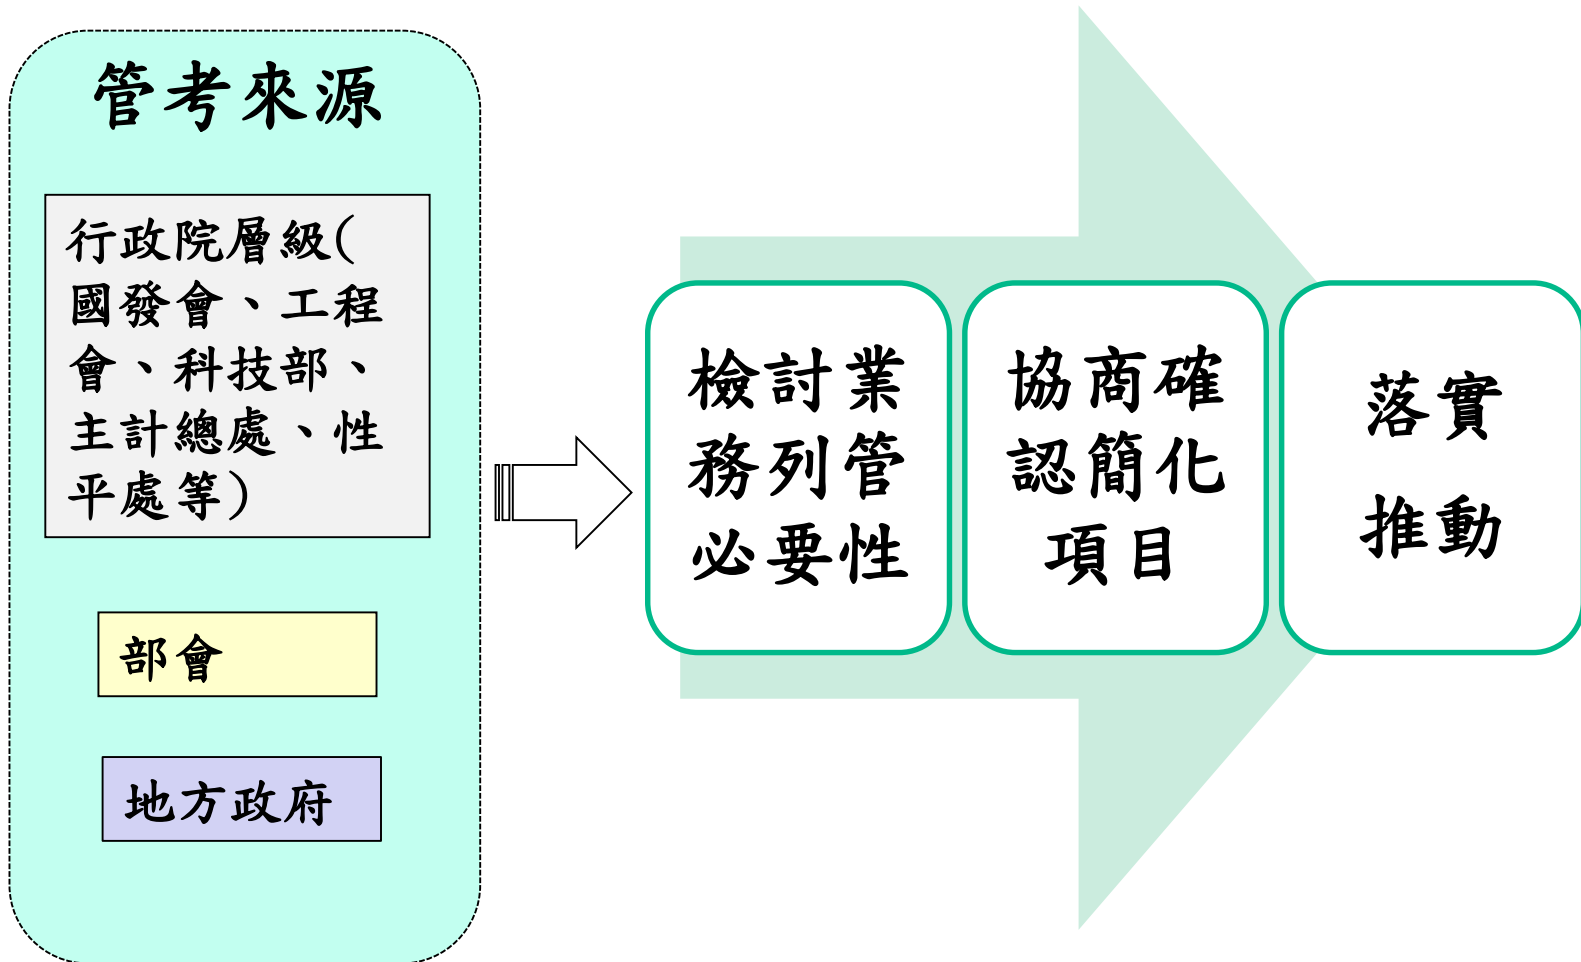 管考來源
行政院層級(
國發會、工程
會、科技部、
主計總處、性
平處等)
部會
地方政府
檢討業
務列管
必要性
協商確
認簡化
項目
落實
推動